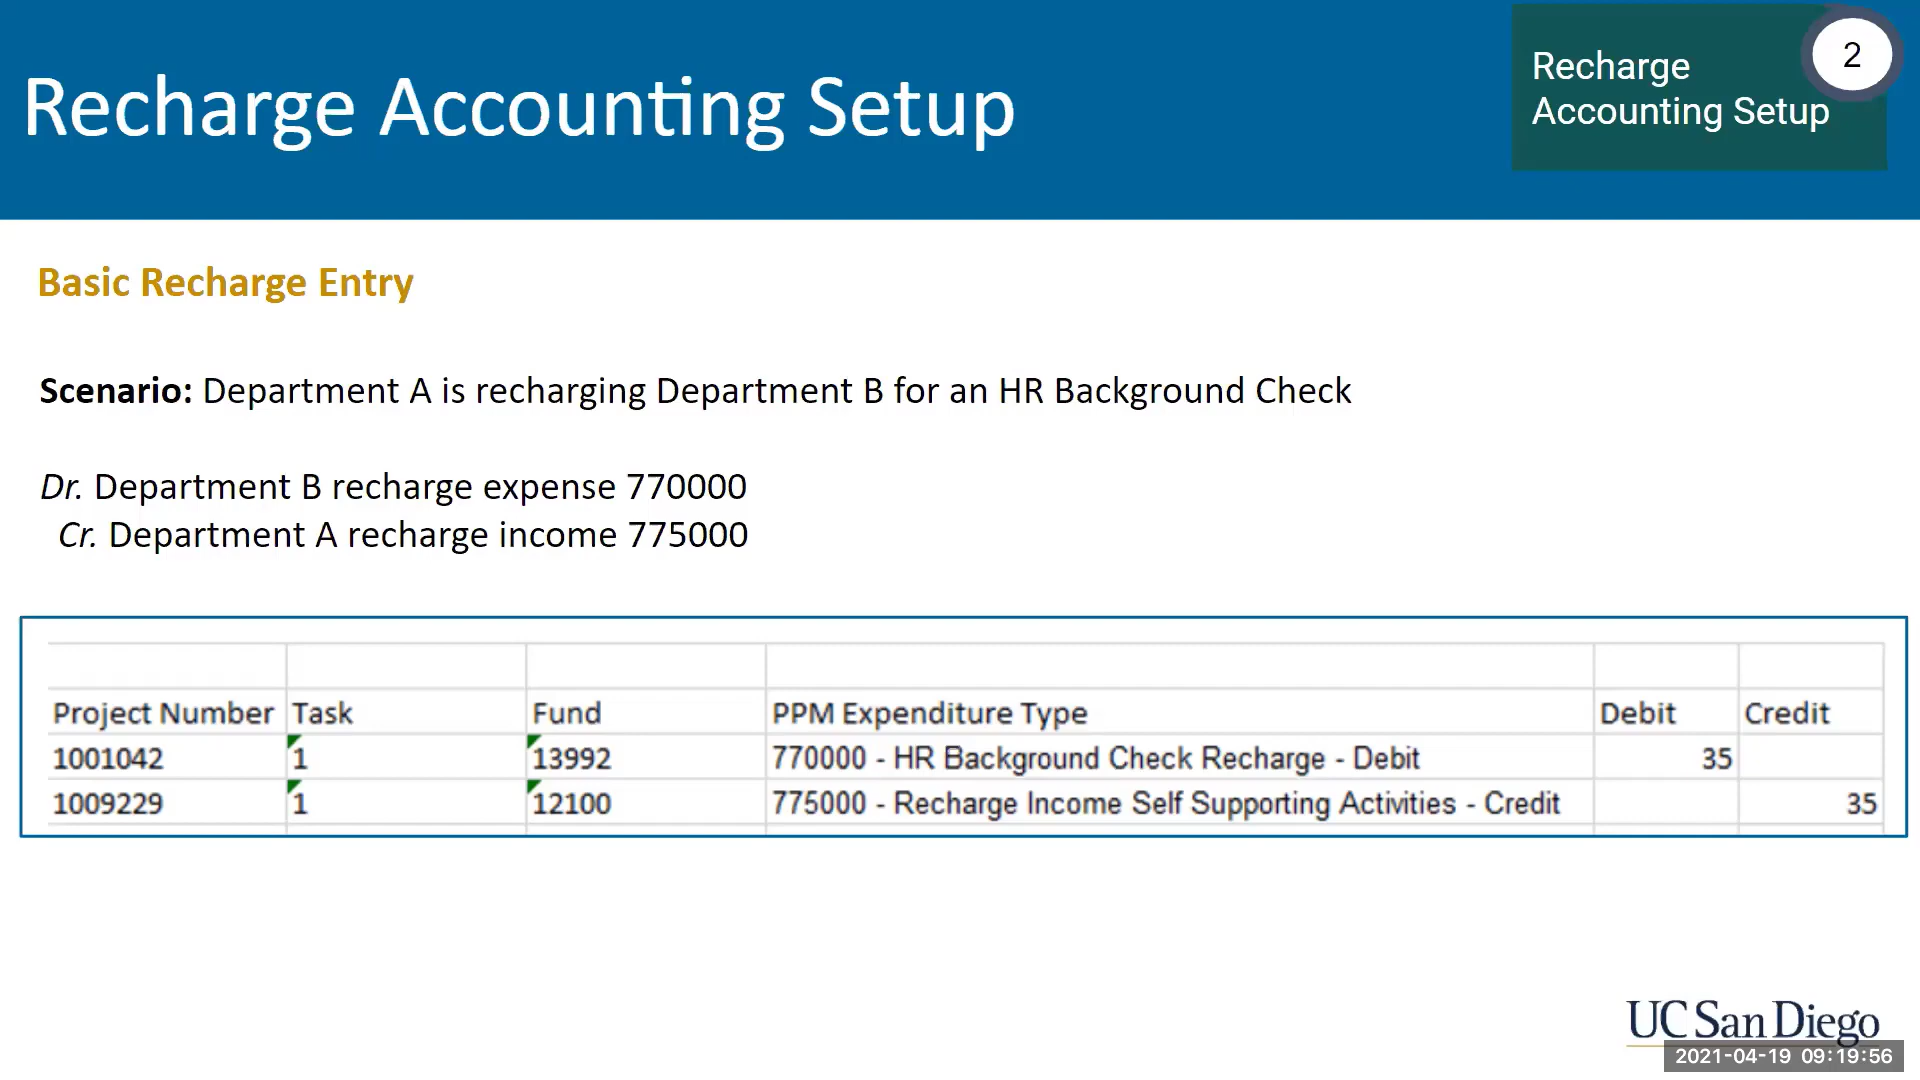 Recharge Accounting Setup
Recharge
Accounting Setup
2
Basic Recharge Entry
Scenario: Department A is recharging Department B for an HR Background Check
Dr. Department B recharge expense 770000
Cr. Department A recharge income 775000
Project Number Task Fund PPM Expenditure Type Debit Credit
1001042 1 13992 770000 - HR Background Check Recharge - Debit 35
1009229 1 12100 775000 - Recharge Income Self Supporting Activities - Credit 35
UC San Diego
2021-04-19 09:19:56